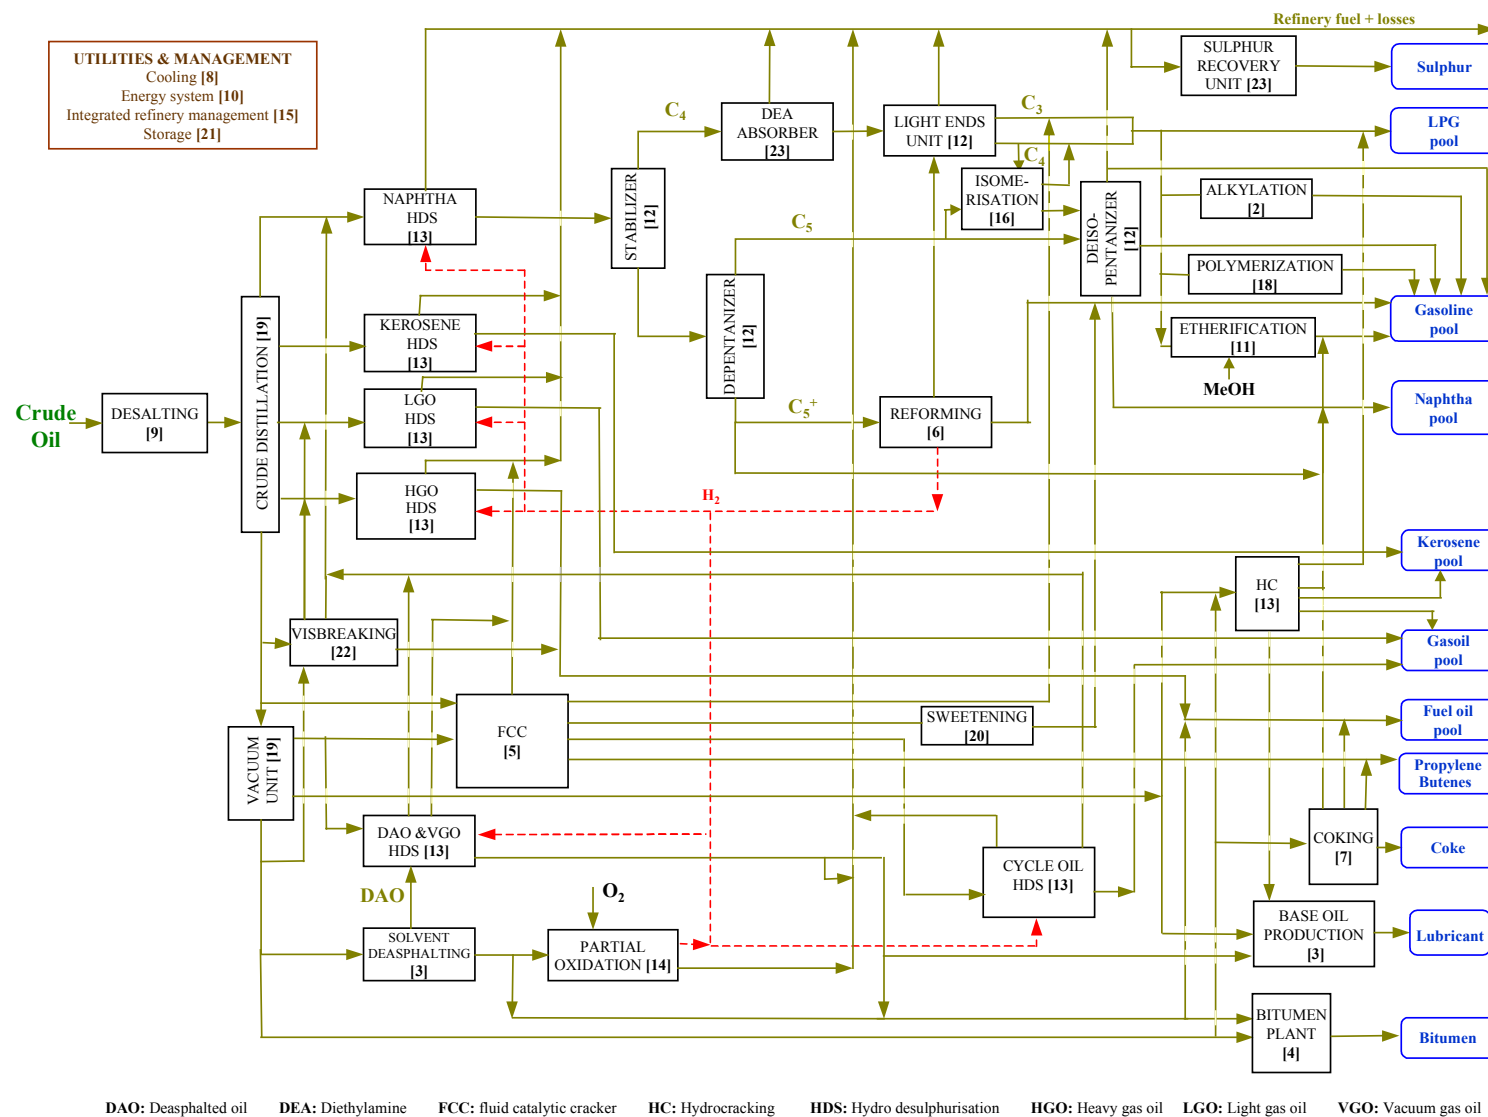 Refinery fuel + losses
UTILITIES & MANAGEMENT
Cooling [8]
Energy system [10]
Integrated refinery management [15]
Storage [21]
SULPHUR
RECOVERY
UNIT [23]
Sulphur
C4
DEA
ABSORBER
[23]
LIGHT ENDS
UNIT [12]
C3
C4
LPG
pool
NAPHTHA
HDS
[13]
STABILIZER
[12]
ISOME-
RISATION
[16]
DEISO-
PENTANIZER
[12]
ALKYLATION
[2]
C5
POLYMERIZATION
[18]
KEROSENE
HDS
[13]
DEPENTANIZER
[12]
ETHERIFICATION
[11]
MeOH
Gasoline
pool
Crude
Oil
DESALTING
[9]
CRUDE DISTILLATION [19]
LGO
HDS
[13]
C5+
REFORMING
[6]
Naphtha
pool
HGO
HDS
[13]
H2
Kerosene
pool
HC
[13]
VISBREAKING
[22]
Gasoil
pool
VACUUM
UNIT [19]
FCC
[5]
SWEETENING
[20]
Fuel oil
pool
Propylene
Butenes
DAO &VGO
HDS [13]
COKING
[7]
Coke
DAO
O2
CYCLE OIL
HDS [13]
SOLVENT
DEASPHALTING
[3]
PARTIAL
OXIDATION [14]
BASE OIL
PRODUCTION
[3]
Lubricant
BITUMEN
PLANT
[4]
Bitumen
DAO: Deasphalted oil DEA: Diethylamine FCC: fluid catalytic cracker HC: Hydrocracking HDS: Hydro desulphurisation HGO: Heavy gas oil LGO: Light gas oil VGO: Vacuum gas oil